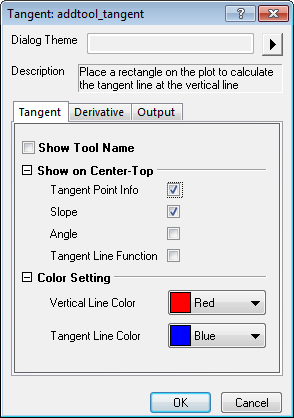 Tangent: addtool_tangent
?
Dialog Theme
Description
Place a rectangle on the plot to calculate
the tangent line at the vertical line
Tangent Derivative Output
Show Tool Name
Show on Center-Top
Tangent Point Info
Slope
Angle
Tangent Line Function
Color Setting
Vertical Line Color Red
Tangent Line Color Blue
OK Cancel